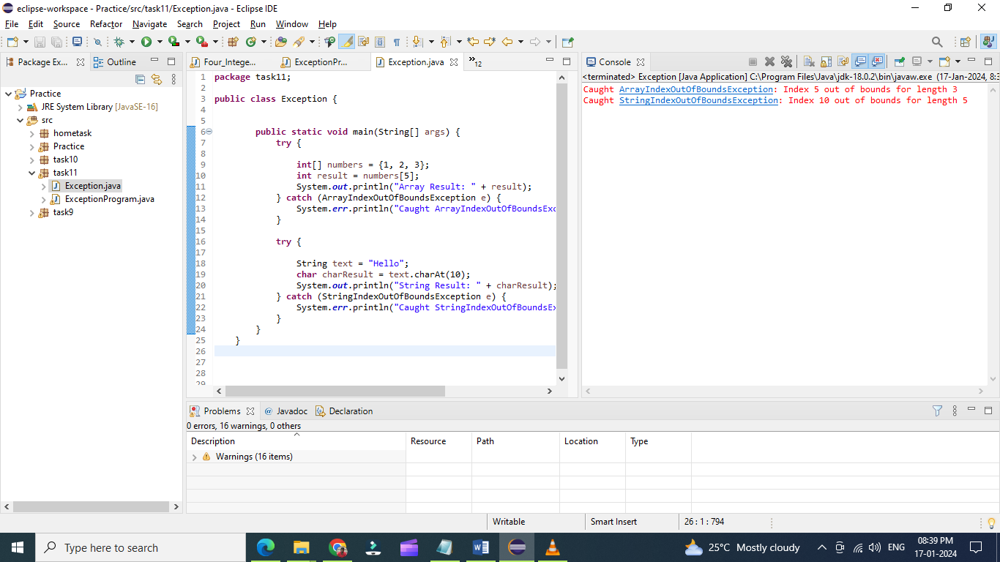 eclipse-workspace - Practice/src/task11/Exception.java - Eclipse IDE
File Edit Source Refactor Navigate Search Project Run Window Help
Package Ex... Outline
Practice
JRE System Library [JavaSE-16]
src
hometask
Practice
task10
task11
Exception.java
ExceptionProgram.java
task9
Four_Intege... ExceptionPr... Exception.java »12
1 package task11;
2
3 public class Exception {
4
5
6 public static void main(String[] args) {
7 try {
8
9 int[] numbers = {1, 2, 3};
10 int result = numbers[5];
11 System.out.println("Array Result: " + result);
12 } catch (ArrayIndexOutOfBoundsException e) {
13 System.err.println("Caught ArrayIndexOutOfBoundsExc
14 }
15
16 try {
17
18 String text = "Hello";
19 char charResult = text.charAt(10);
20 System.out.println("String Result: " + charResult);
21 } catch (StringIndexOutOfBoundsException e) {
22 System.err.println("Caught StringIndexOutOfBoundsEx
23 }
24 }
25 }
26
27
28
29
Console
<terminated> Exception [Java Application] C:\Program Files\Java\jdk-18.0.2\bin\javaw.exe (17-Jan-2024, 8:3
Caught ArrayIndexOutOfBoundsException: Index 5 out of bounds for length 3
Caught StringIndexOutOfBoundsException: Index 10 out of bounds for length 5
Problems @ Javadoc Declaration
0 errors, 16 warnings, 0 others
Description Resource Path Location Type
Warnings (16 items)
Writable Smart Insert 26 : 1 : 794
Type here to search
25°C Mostly cloudy ENG
08:39 PM
17-01-2024